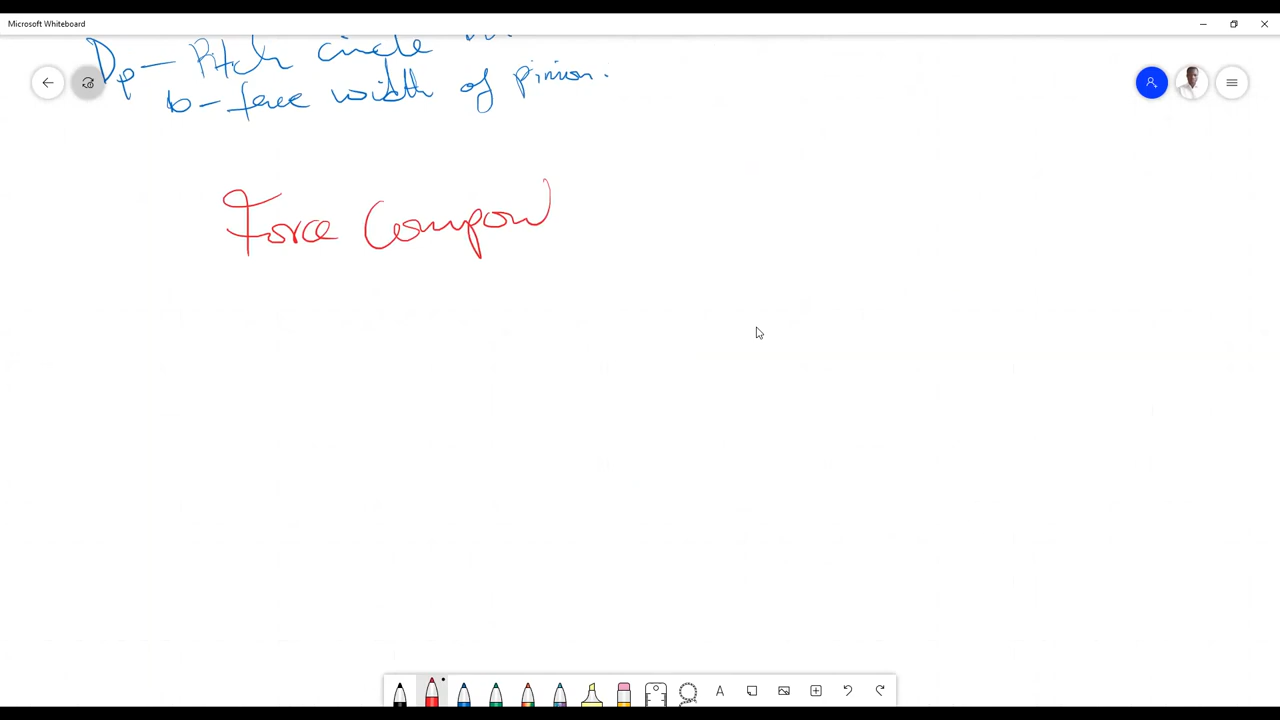 Microsoft Whiteboard
Dp - Pitch circle
b - face width of pinion.
Force Compon
A